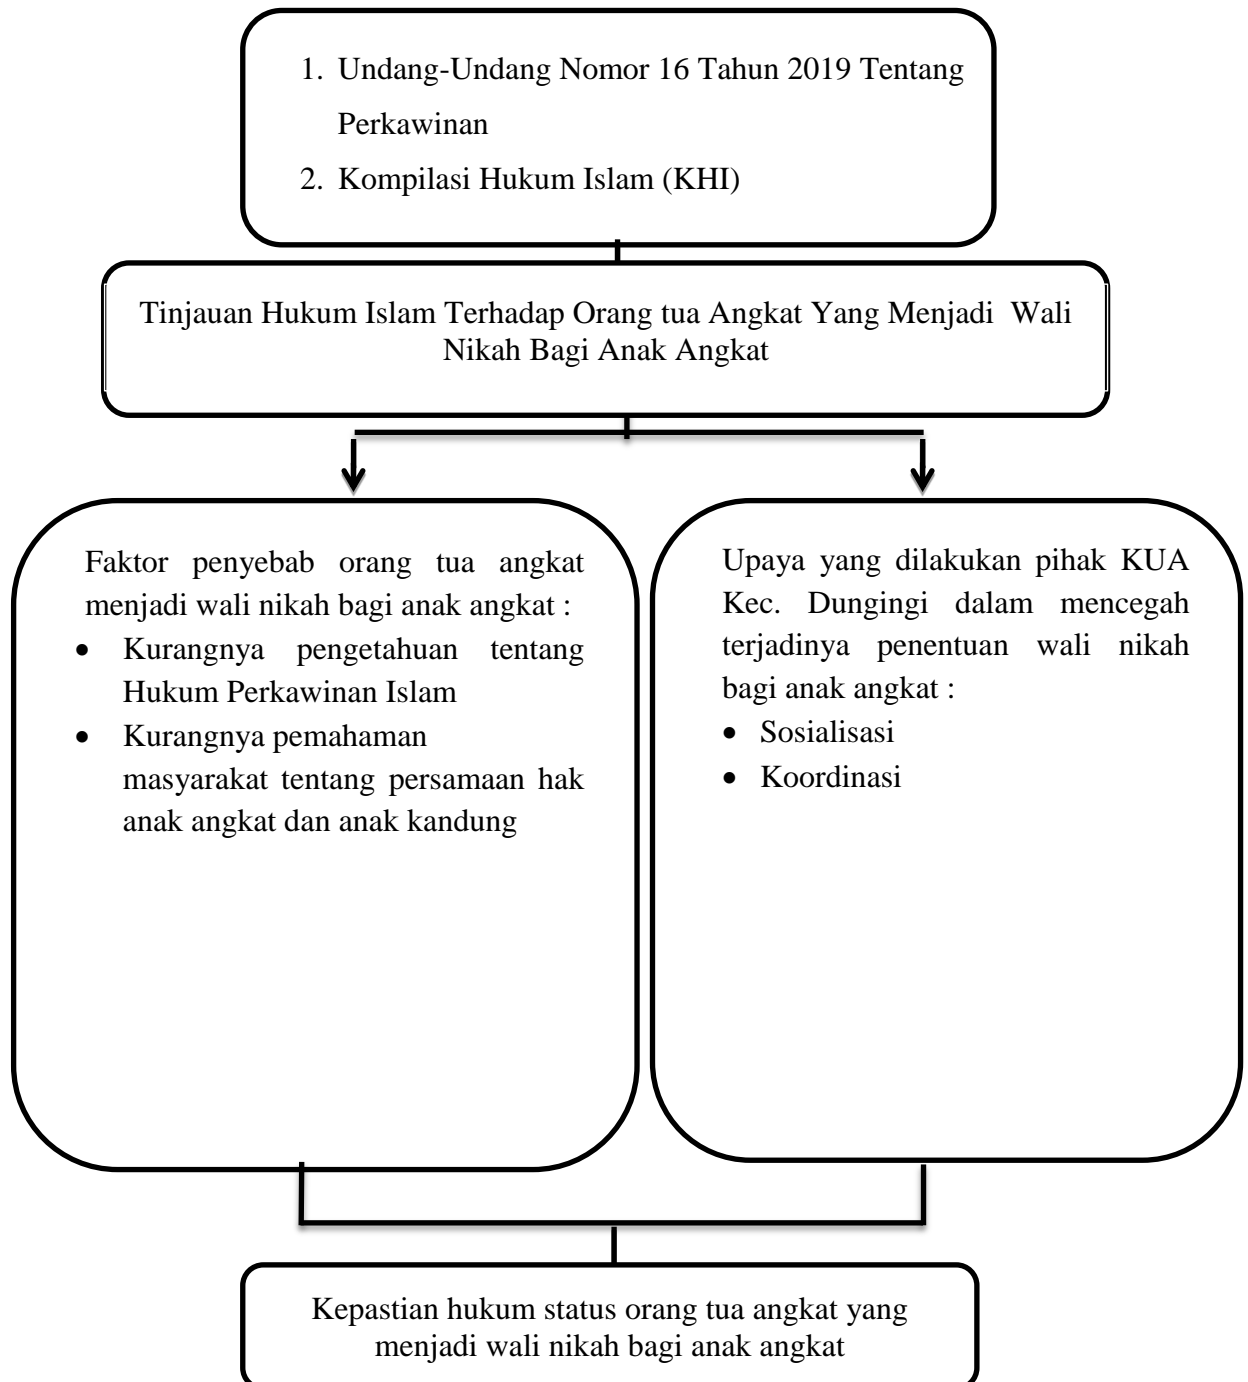 1. Undang-Undang Nomor 16 Tahun 2019 Tentang
Perkawinan
2. Kompilasi Hukum Islam (KHI)
Tinjauan Hukum Islam Terhadap Orang tua Angkat Yang Menjadi Wali
Nikah Bagi Anak Angkat
Faktor penyebab orang tua angkat
menjadi wali nikah bagi anak angkat :
• Kurangnya pengetahuan tentang
Hukum Perkawinan Islam
• Kurangnya pemahaman
masyarakat tentang persamaan hak
anak angkat dan anak kandung
Upaya yang dilakukan pihak KUA
Kec. Dungingi dalam mencegah
terjadinya penentuan wali nikah
bagi anak angkat :
• Sosialisasi
• Koordinasi
Kepastian hukum status orang tua angkat yang
menjadi wali nikah bagi anak angkat